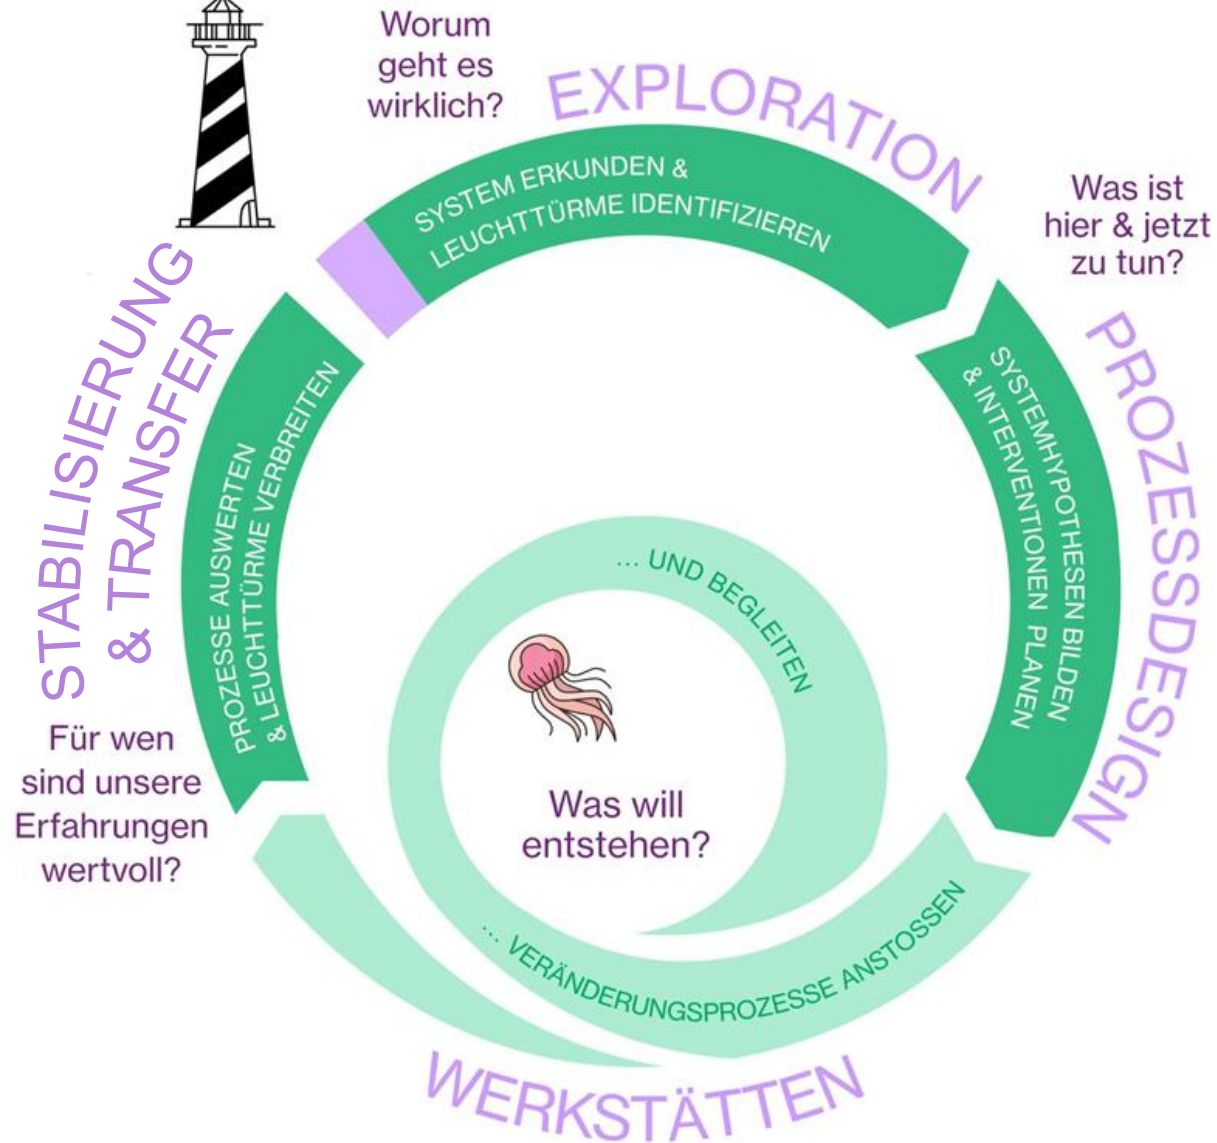 Worum
geht es
wirklich?
EXPLORATION
SYSTEM ERKUNDEN &
LEUCHTTÜRME IDENTIFIZIEREN
Was ist
hier & jetzt
zu tun?
PROZESSDESIGN
SYSTEMHYPOTHESEN BILDEN
& INTERVENTIONEN PLANEN
... VERÄNDERUNGSPROZESSE ANSTOSSEN
... UND BEGLEITEN
Was will
entstehen?
WERKSTÄTTEN
STABILISIERUNG
& TRANSFER
PROZESSE AUSWERTEN
& LEUCHTTÜRME VERBREITEN
Für wen
sind unsere
Erfahrungen
wertvoll?